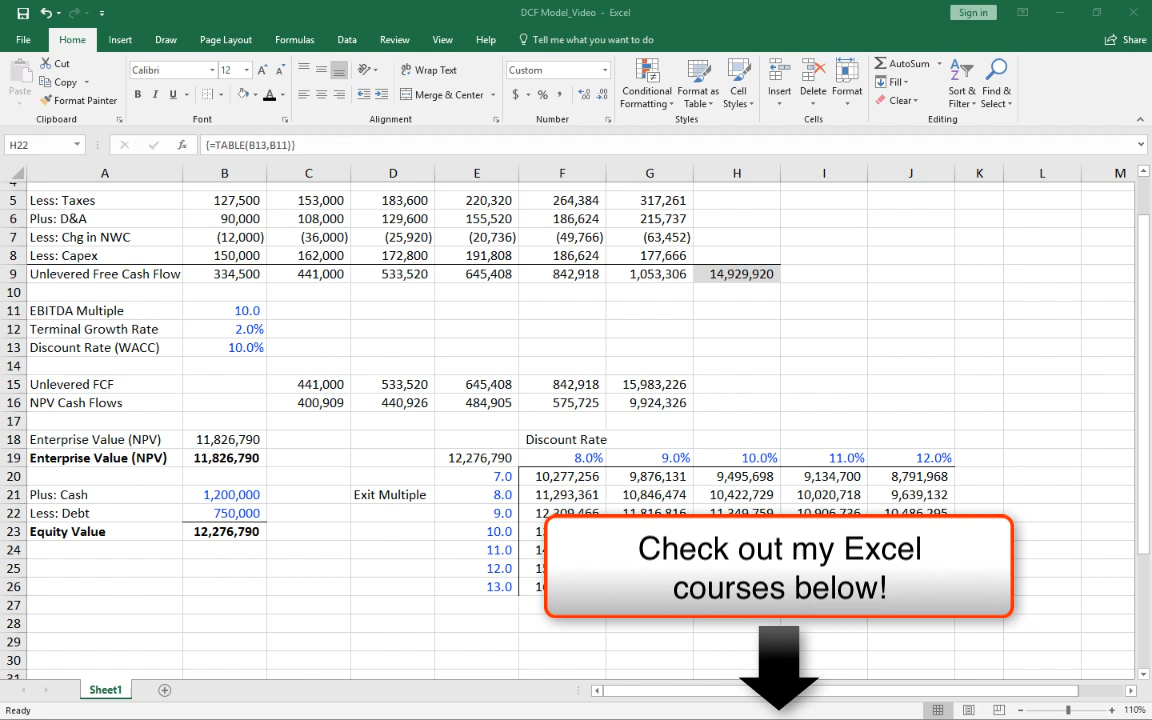 DCF Model_Video - Excel
Sign in
File Home Insert Draw Page Layout Formulas Data Review View Help Tell me what you want to do Share
Paste
Cut
Copy
Format Painter
Clipboard
Calibri 12
B I U
Font
Wrap Text
Merge & Center
Alignment
Custom
$ % ,
Number
Conditional Formatting
Format as Table
Cell Styles
Styles
Insert Delete Format
Cells
AutoSum
Fill
Clear
Sort & Filter
Find & Select
Editing
H22 {=TABLE(B13,B11)}
A B C D E F G H I J K L M
5 Less: Taxes 127,500 153,000 183,600 220,320 264,384 317,261
6 Plus: D&A 90,000 108,000 129,600 155,520 186,624 215,737
7 Less: Chg in NWC (12,000) (36,000) (25,920) (20,736) (49,766) (63,452)
8 Less: Capex 150,000 162,000 172,800 191,808 186,624 177,666
9 Unlevered Free Cash Flow 334,500 441,000 533,520 645,408 842,918 1,053,306 14,929,920
10
11 EBITDA Multiple 10.0
12 Terminal Growth Rate 2.0%
13 Discount Rate (WACC) 10.0%
14
15 Unlevered FCF 441,000 533,520 645,408 842,918 15,983,226
16 NPV Cash Flows 400,909 440,926 484,905 575,725 9,924,326
17
18 Enterprise Value (NPV) 11,826,790 Discount Rate
19 Enterprise Value (NPV) 11,826,790 12,276,790 8.0% 9.0% 10.0% 11.0% 12.0%
20 7.0 10,277,256 9,876,131 9,495,698 9,134,700 8,791,968
21 Plus: Cash 1,200,000 Exit Multiple 8.0 11,293,361 10,846,474 10,422,729 10,020,718 9,639,132
22 Less: Debt 750,000 9.0
23 Equity Value 12,276,790 10.0
24 11.0
25 12.0
26 13.0
27
28
29
30
Check out my Excel
courses below!
Sheet1
Ready 110%